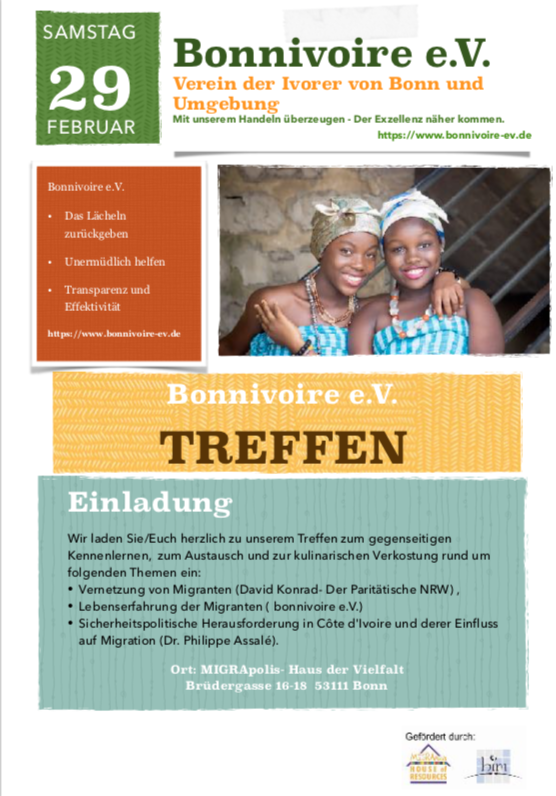 SAMSTAG
29
FEBRUAR
Bonnivoire e.V.
Verein der Ivorer von Bonn und
Umgebung
Mit unserem Handeln überzeugen - Der Exzellenz näher kommen.
https://www.bonnivoire-ev.de
Bonnivoire e.V.
• Das Lächeln
zurückgeben
• Unermüdlich helfen
• Transparenz und
Effektivität
https://www.bonnivoire-ev.de
Bonnivoire e.V.
TREFFEN
Einladung
Wir laden Sie/Euch herzlich zu unserem Treffen zum gegenseitigen
Kennenlernen, zum Austausch und zur kulinarischen Verkostung rund um
folgenden Themen ein:
• Vernetzung von Migranten (David Konrad- Der Paritätische NRW) ,
• Lebenserfahrung der Migranten ( bonnivoire e.V.)
• Sicherheitspolitische Herausforderung in Côte d'Ivoire und derer Einfluss
auf Migration (Dr. Philippe Assalé).
Ort: MIGRApolis- Haus der Vielfalt
Brüdergasse 16-18 53111 Bonn
Gefördert durch:
HOUSE of
RESOURCES
bim